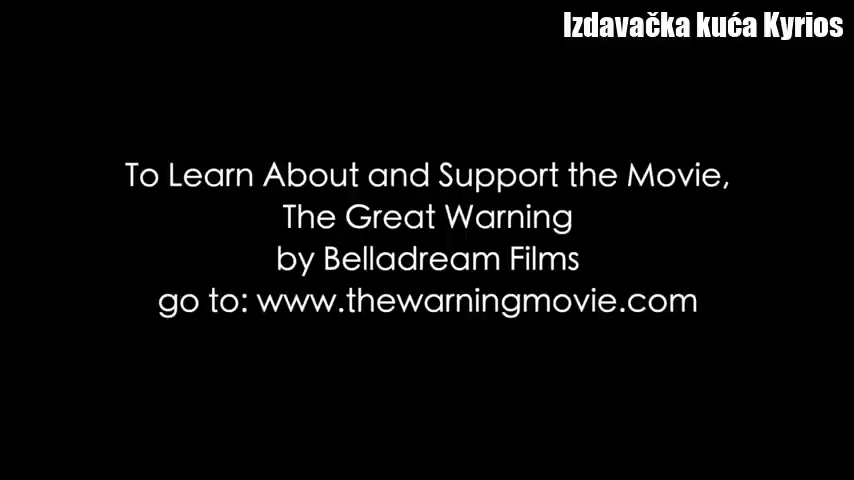 Izdavačka kuća Kyrios
To Learn About and Support the Movie,
The Great Warning
by Belladream Films
go to: www.thewarningmovie.com